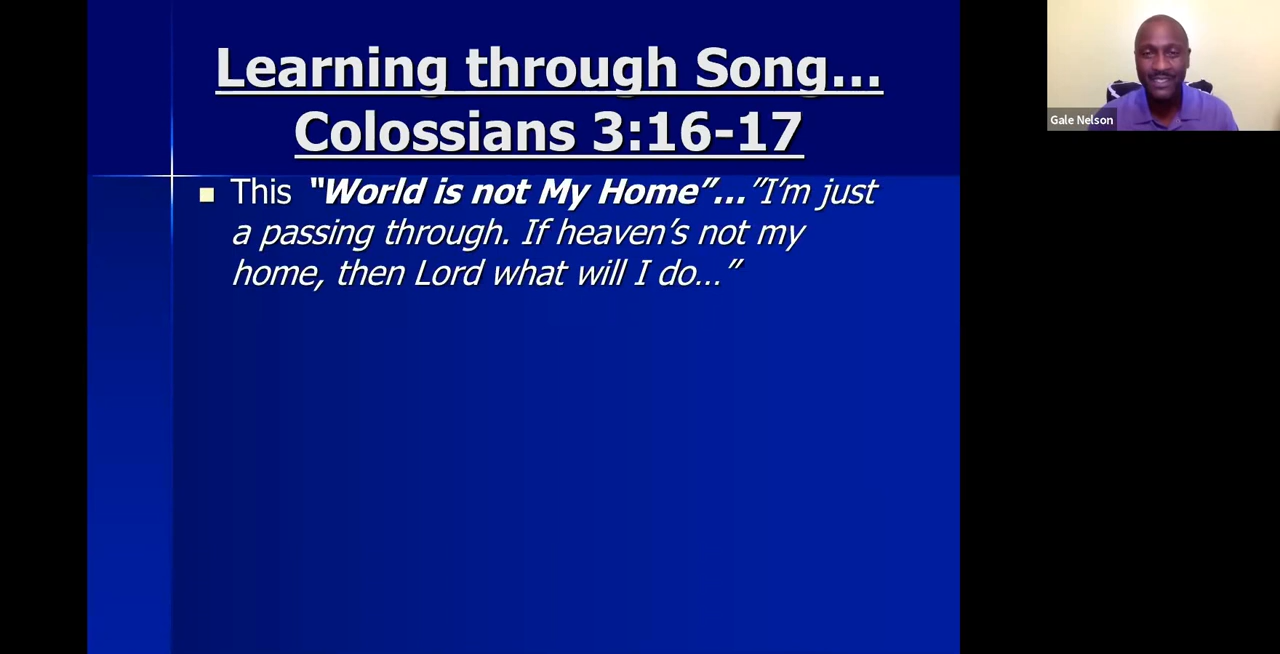 Learning through Song…
Colossians 3:16-17
This “World is not My Home”…”I’m just
a passing through. If heaven’s not my
home, then Lord what will I do…”
Gale Nelson